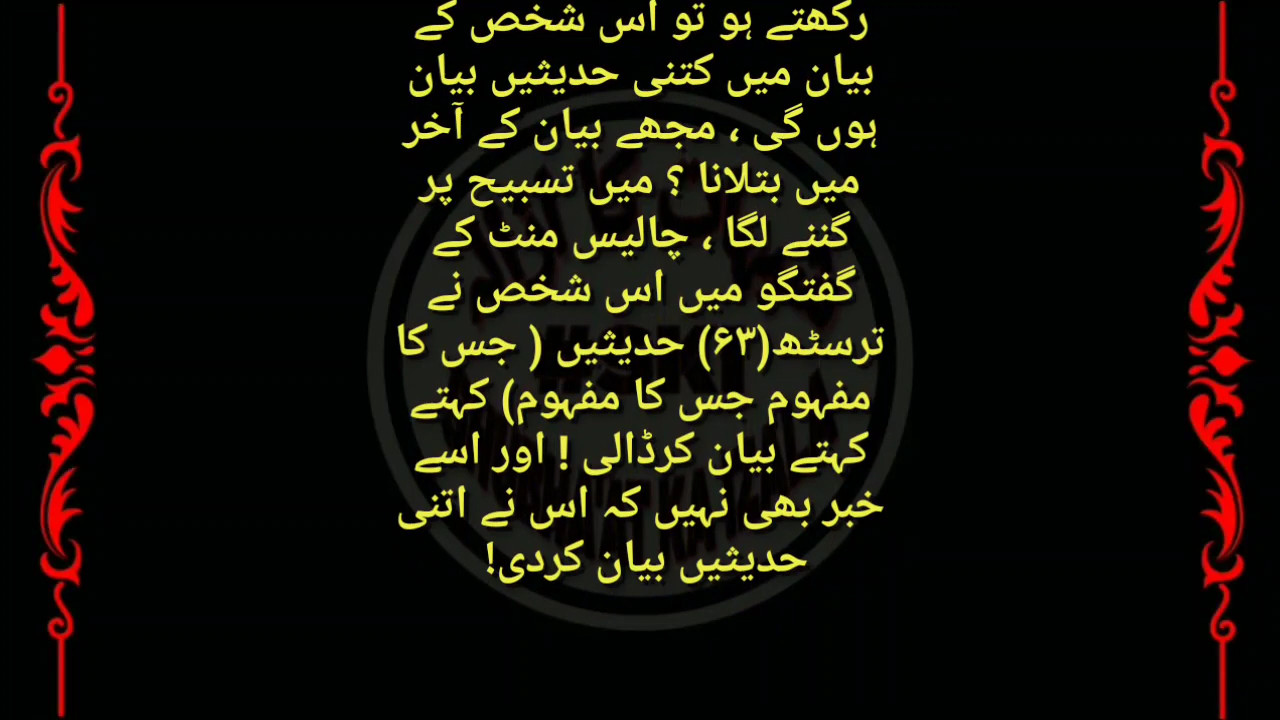 رکھتے ہو تو اس شخص کے
بیان میں کتنی حدیثیں بیان
ہوں گی ، مجھے بیان کے آخر
میں بتلانا ؟ میں تسبیح پر
گننے لگا ، چالیس منٹ کے
گفتگو میں اس شخص نے
ترسٹھ(۶۳) حدیثیں ( جس کا
مفہوم جس کا مفہوم) کہتے
کہتے بیان کرڈالی ! اور اسے
خبر بھی نہیں کہ اس نے اتنی
حدیثیں بیان کردی!